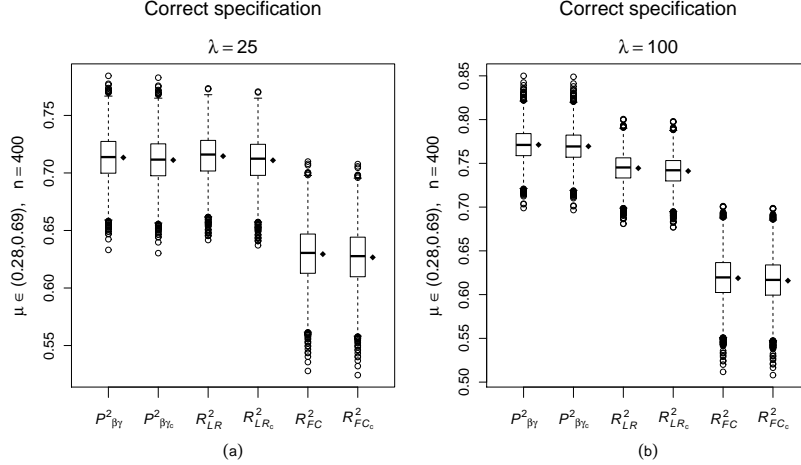 Correct specification
λ = 25
μ ∈ (0.28,0.69), n = 400
0.75
0.70
0.65
0.60
0.55
P²βγ P²βγc R²LR R²LRc R²FC R²FCc
(a)
Correct specification
λ = 100
μ ∈ (0.28,0.69), n = 400
0.85
0.80
0.75
0.70
0.65
0.60
0.55
0.50
P²βγ P²βγc R²LR R²LRc R²FC R²FCc
(b)